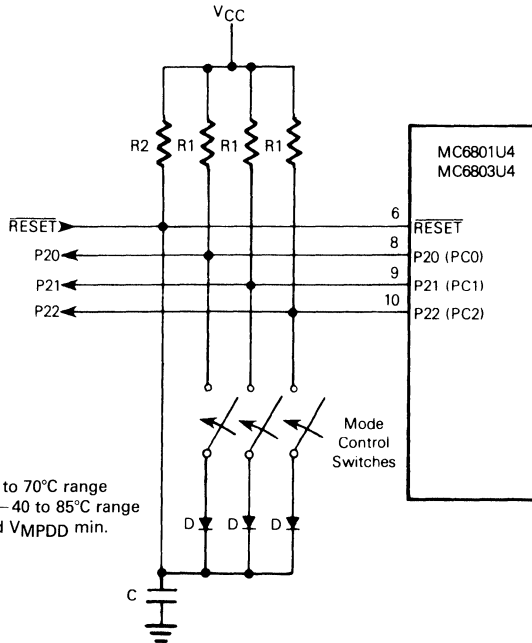 VCC
R2 R1 R1 R1
MC6801U4
MC6803U4
RESET 6 RESET
P20 8 P20 (PC0)
P21 9 P21 (PC1)
P22 10 P22 (PC2)
Mode
Control
Switches
to 70°C range
−40 to 85°C range
VMPDD min.
D D D
C